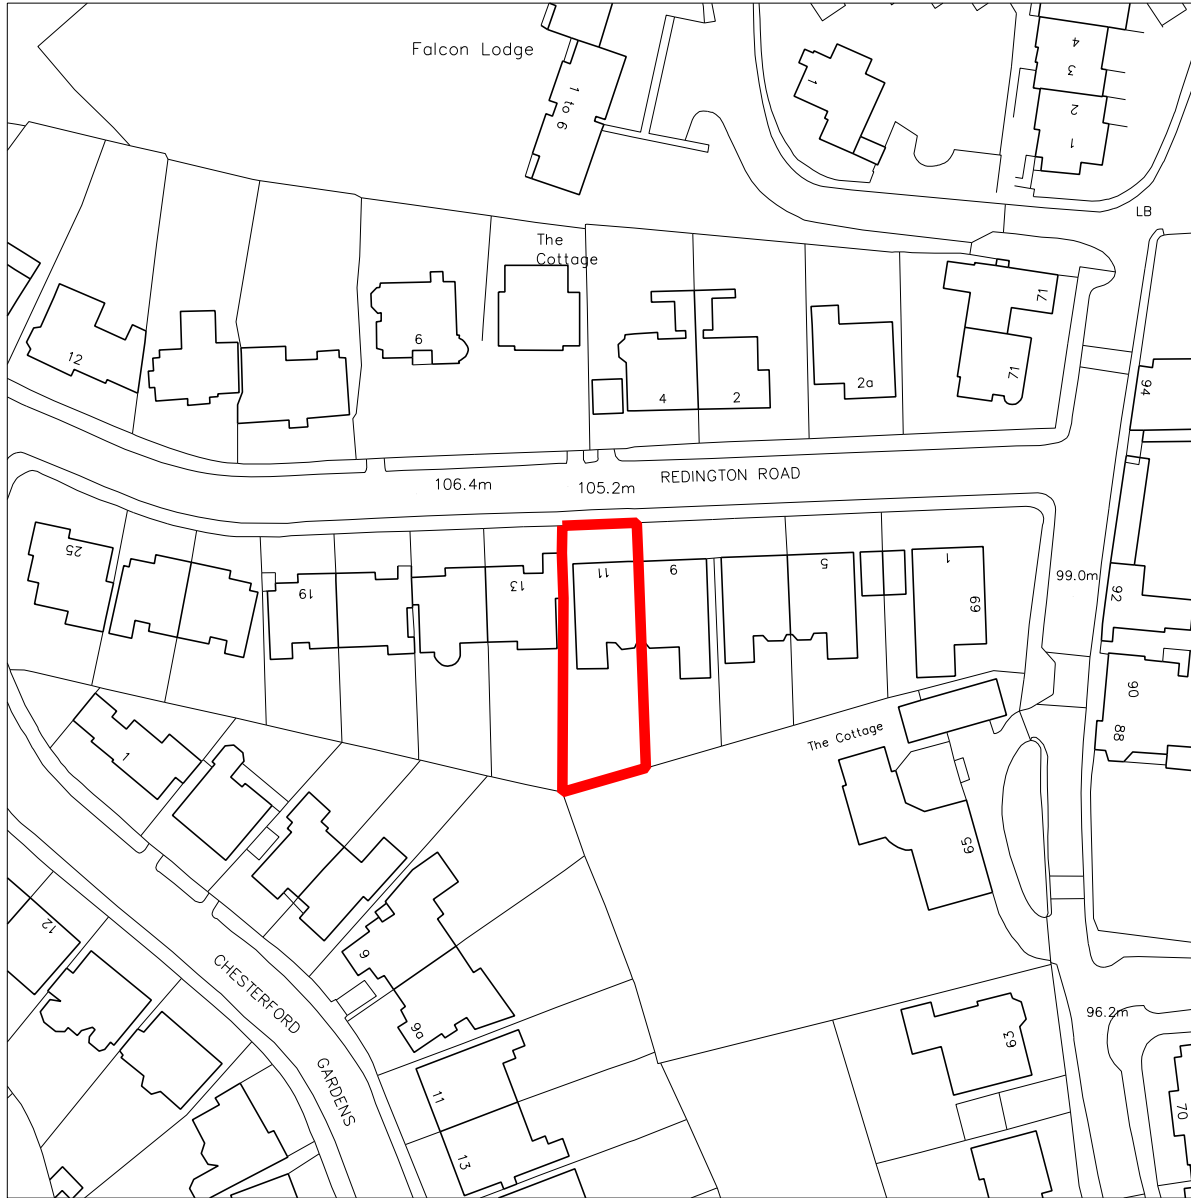 Falcon Lodge
1 to 6
1
4
3
2
1
LB
The
Cottage
71
71
6
12
4
2
2a
94
REDINGTON ROAD
106.4m
105.2m
25
19
13
11
9
5
1
69
99.0m
92
90
88
The Cottage
1
65
12
9
9a
CHESTERFORD
GARDENS
96.2m
63
11
13
70